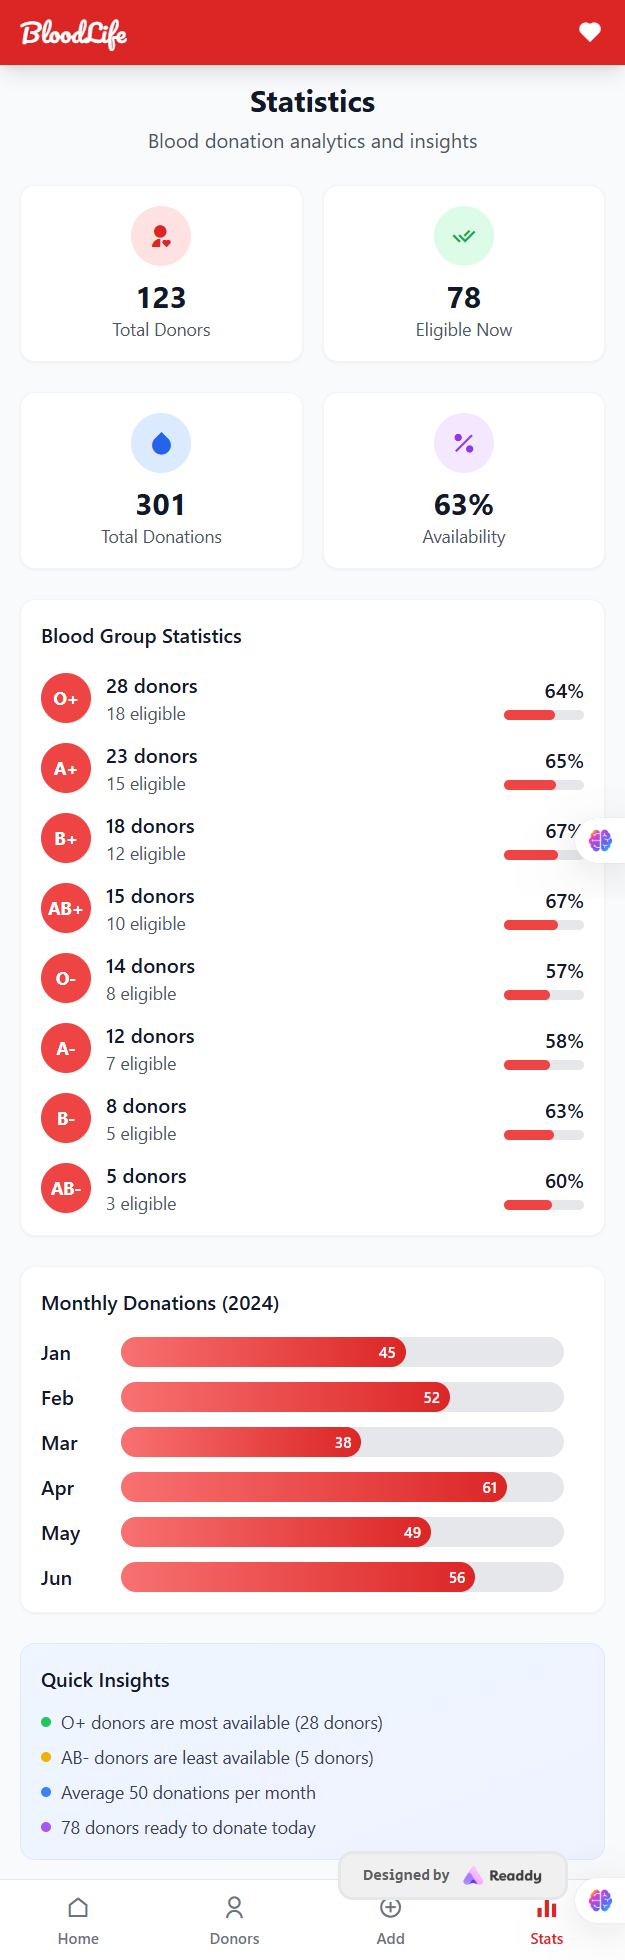 BloodLife
Statistics
Blood donation analytics and insights
123
Total Donors
78
Eligible Now
301
Total Donations
63%
Availability
Blood Group Statistics
O+
28 donors
18 eligible
64%
A+
23 donors
15 eligible
65%
B+
18 donors
12 eligible
67%
AB+
15 donors
10 eligible
67%
O-
14 donors
8 eligible
57%
A-
12 donors
7 eligible
58%
B-
8 donors
5 eligible
63%
AB-
5 donors
3 eligible
60%
Monthly Donations (2024)
Jan 45
Feb 52
Mar 38
Apr 61
May 49
Jun 56
Quick Insights
O+ donors are most available (28 donors)
AB- donors are least available (5 donors)
Average 50 donations per month
78 donors ready to donate today
Designed by Readdy
Home Donors Add Stats